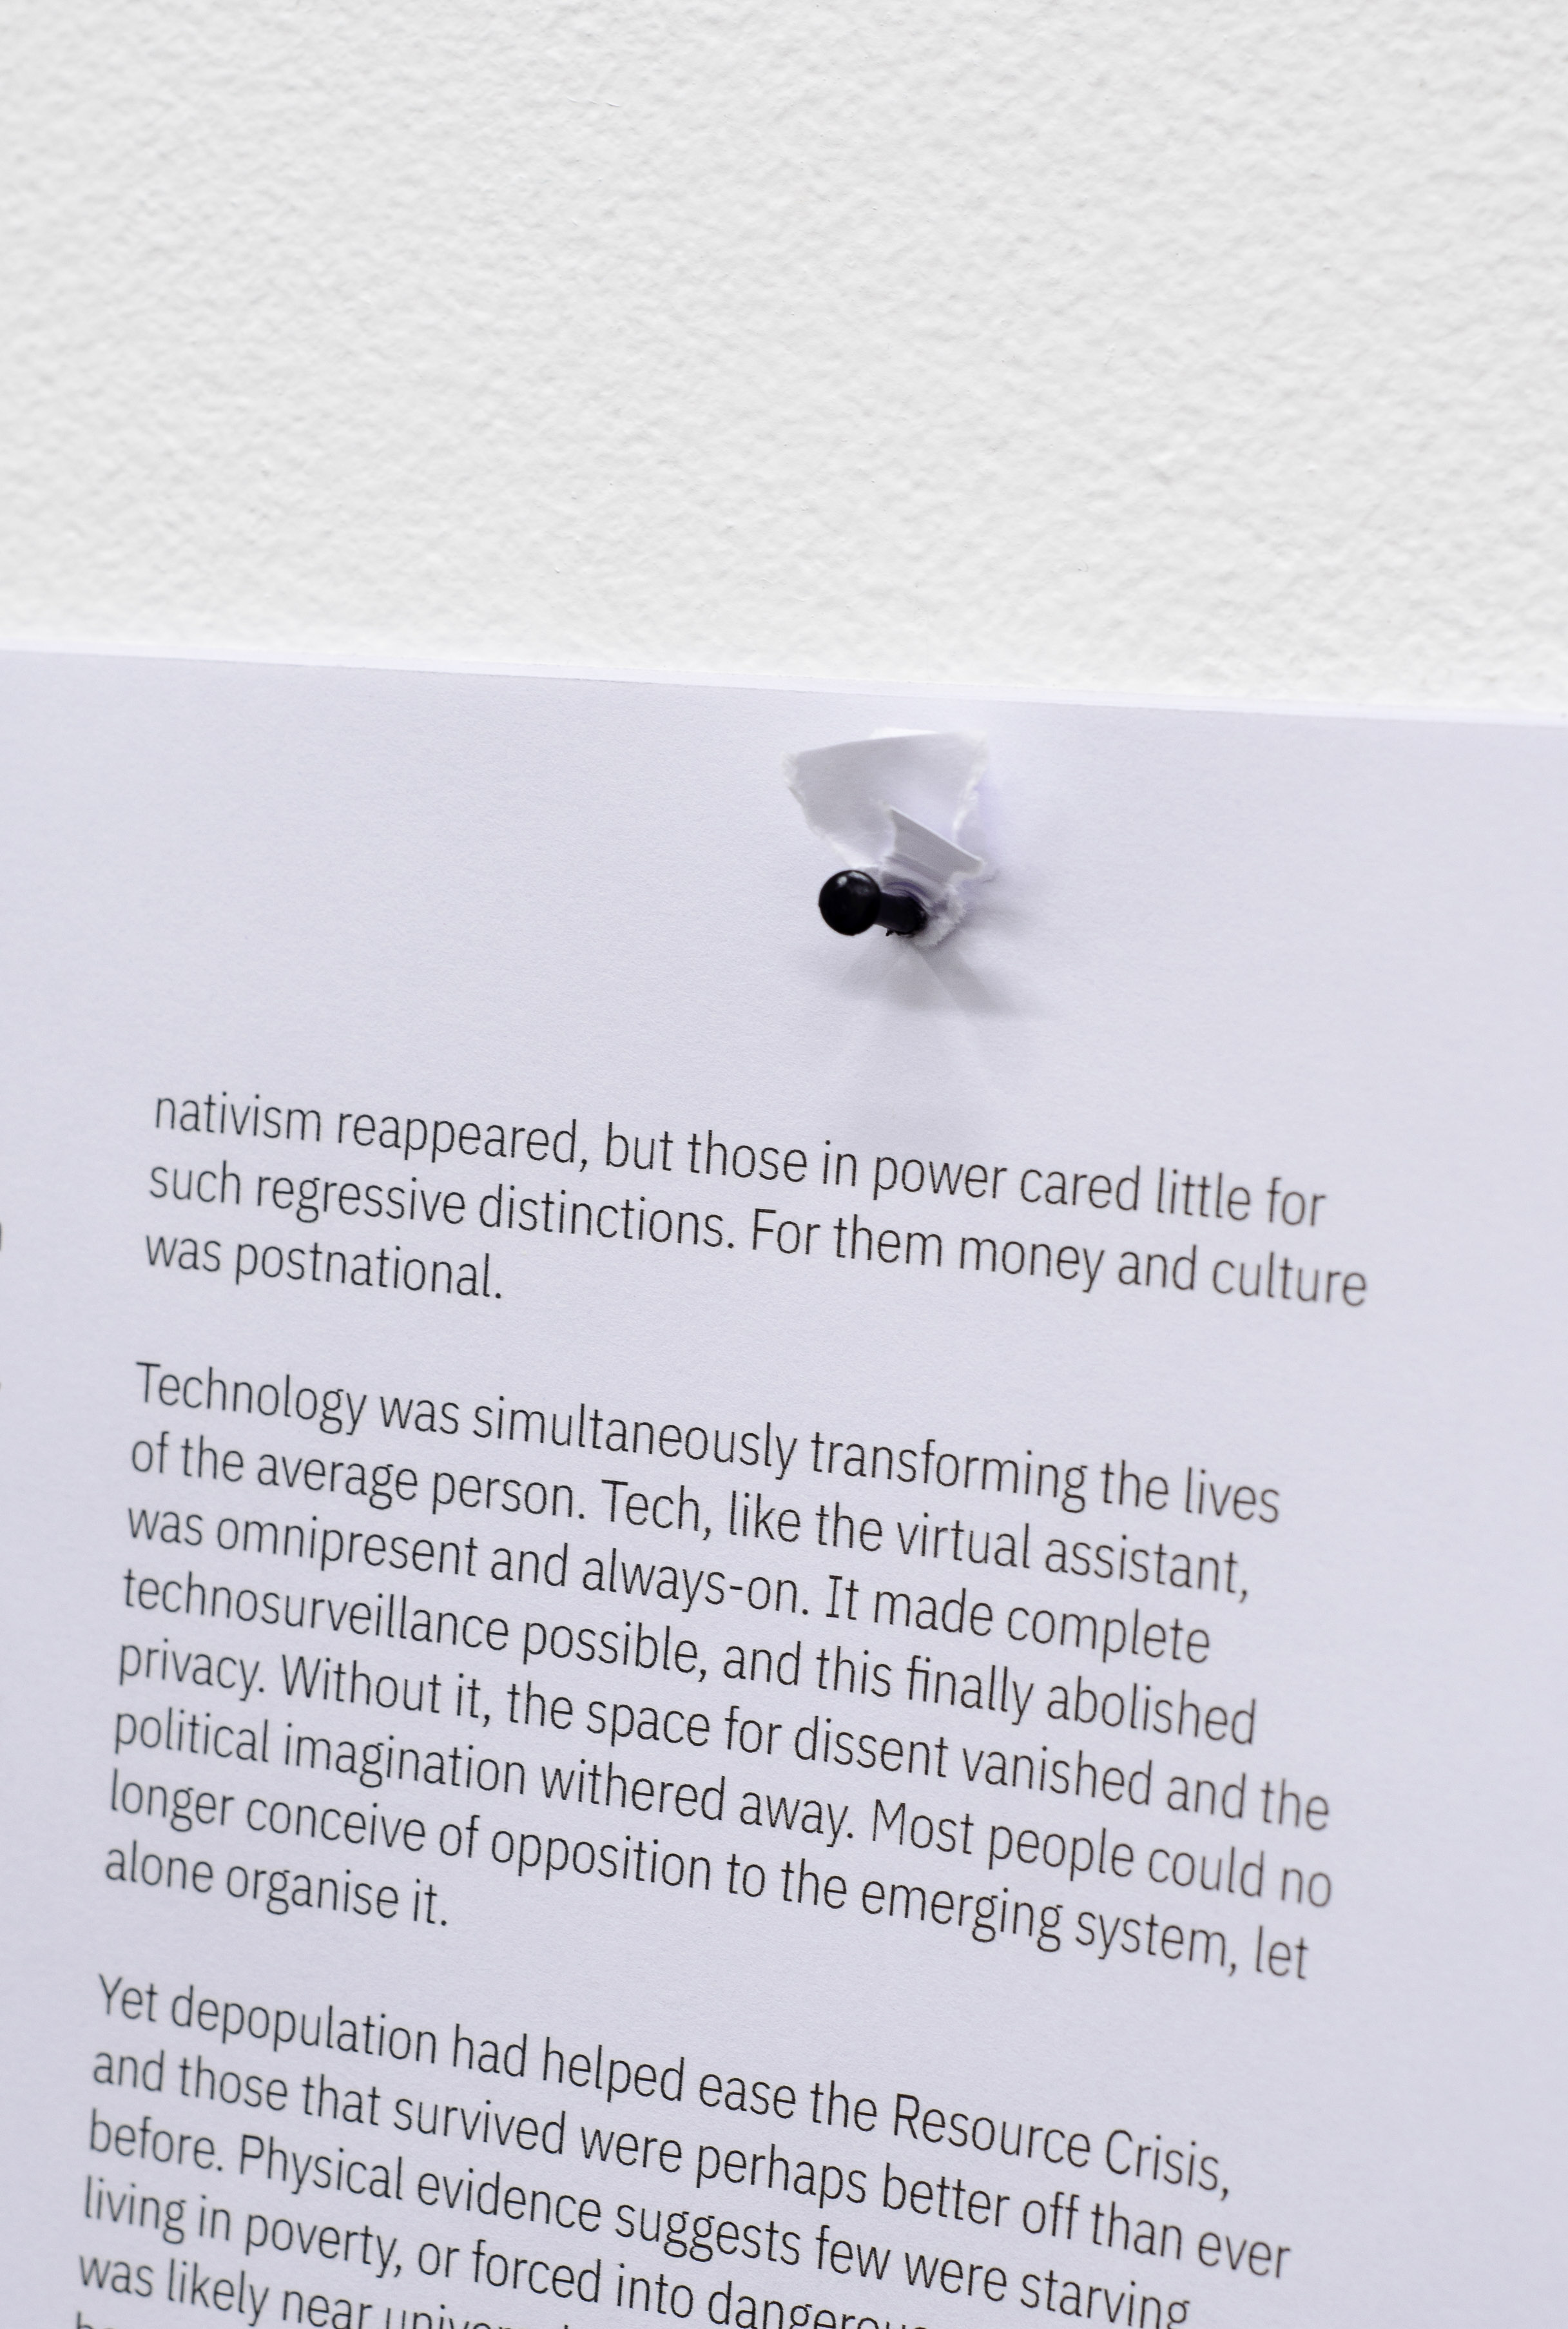 nativism reappeared, but those in power cared little for
such regressive distinctions. For them money and culture
was postnational.
Technology was simultaneously transforming the lives
of the average person. Tech, like the virtual assistant,
was omnipresent and always-on. It made complete
technosurveillance possible, and this finally abolished
privacy. Without it, the space for dissent vanished and the
political imagination withered away. Most people could no
longer conceive of opposition to the emerging system, let
alone organise it.
Yet depopulation had helped ease the Resource Crisis,
and those that survived were perhaps better off than ever
before. Physical evidence suggests few were starving
living in poverty, or forced into
was likely near